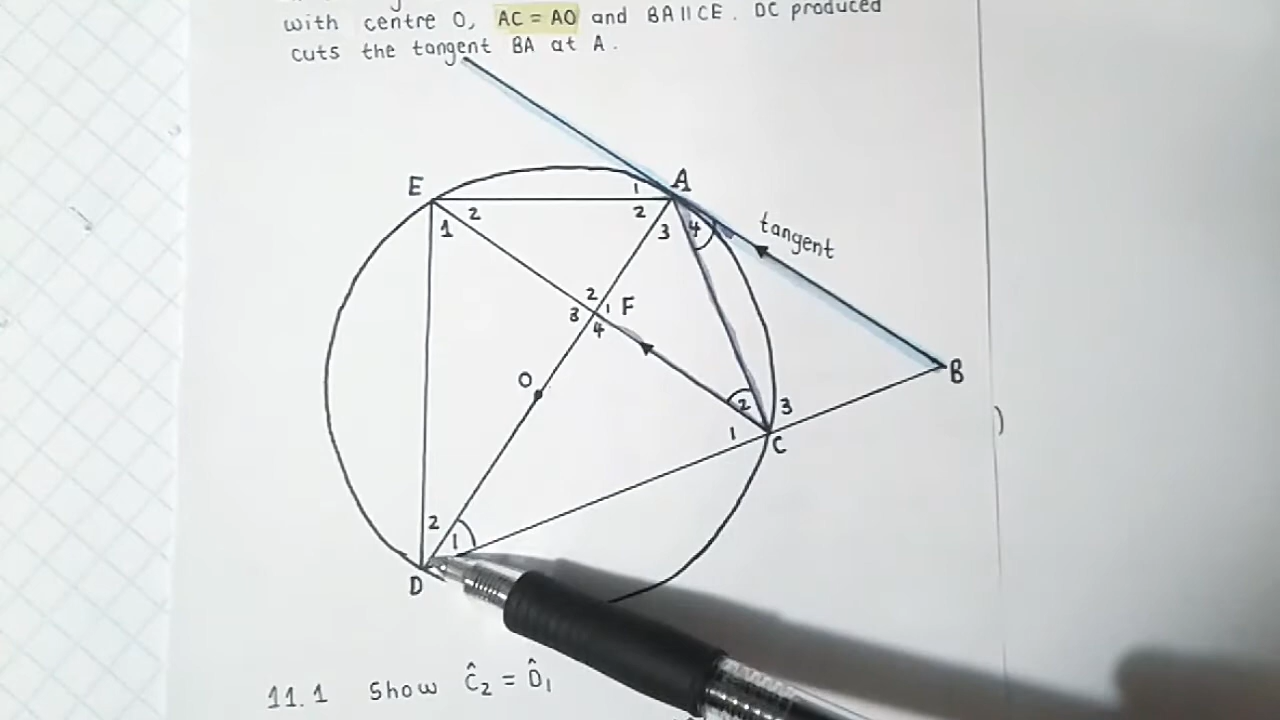 with centre O, AC = AO and BA || CE. DC produced
cuts the tangent BA at A.
E
A
1
2
2
1
3
4
tangent
2
1
F
3
4
B
O
2
3
1
C
2
1
D
11.1 Show Ĉ₂ = D̂₁